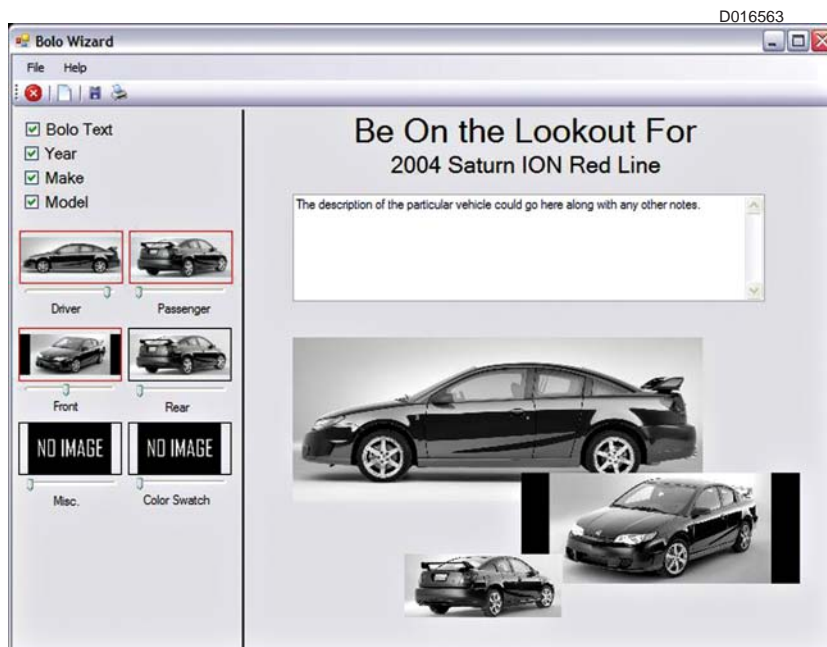 D016563
Bolo Wizard
File Help
Bolo Text
Year
Make
Model
Driver Passenger
Front Rear
NO IMAGE NO IMAGE
Misc. Color Swatch
Be On the Lookout For
2004 Saturn ION Red Line
The description of the particular vehicle could go here along with any other notes.